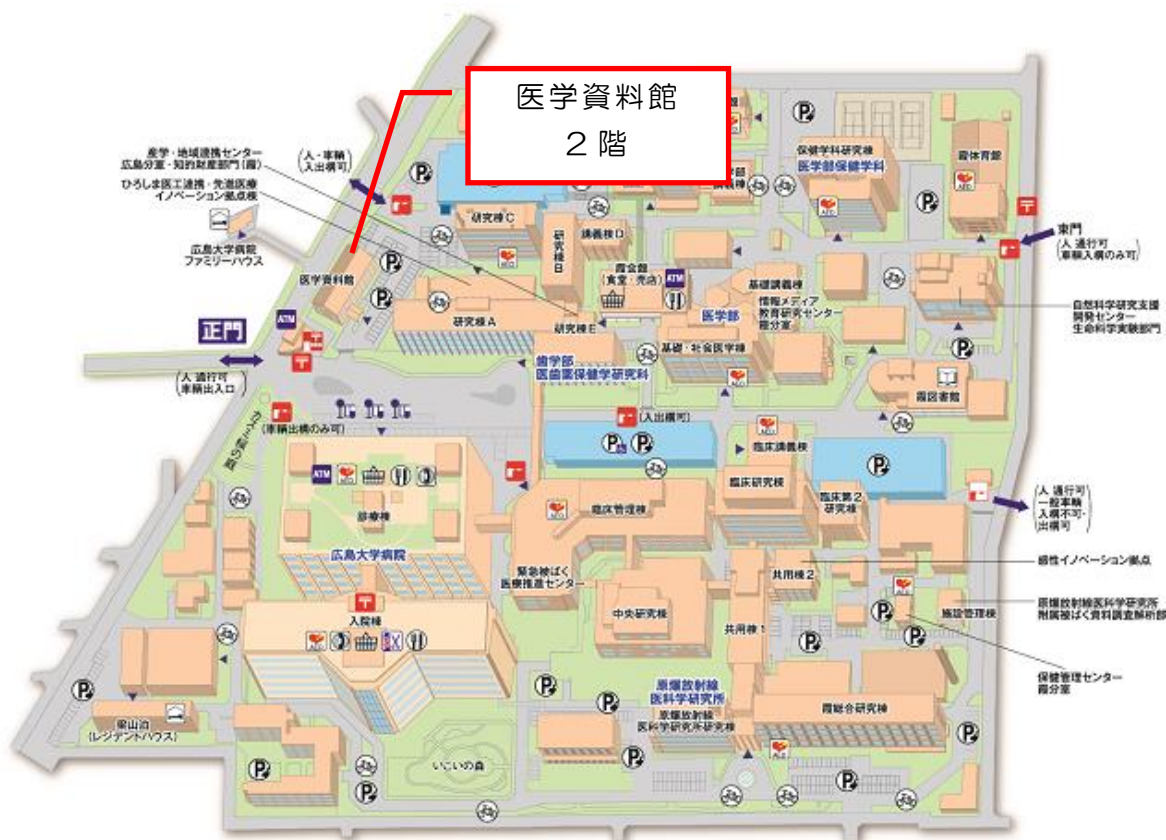 医学資料館
2階
産学・地域連携センター
広島分室・知的財産部門(霞)
ひろしま医工連携・先進医療
イノベーション拠点棟
(人・車輌
入出構可)
広島大学病院
ファミリーハウス
医学資料館
ATM
正門
(人 通行可
車輌出入口)
(車輌出構のみ可)
研究棟C
研究棟B
講義棟D
研究棟A
研究棟E
歯学部
医歯薬保健学研究科
霞会館
(食堂・売店)
ATM
医学部
基礎講義棟
情報メディア
教育研究センター
霞分室
基礎・社会医学棟
保健学科研究棟
医学部保健学科
霞体育館
東門
(人 通行可
車輌入構のみ可)
自然科学研究支援
開発センター
生命科学実験部門
霞図書館
(入出構可)
臨床講義棟
臨床研究棟
臨床第2
研究棟
(人 通行可
一般車輌
入構不可・
出構可)
ATM
診療棟
広島大学病院
臨床管理棟
緊急被ばく
医療推進センター
中央研究棟
共用棟2
共用棟1
感性イノベーション拠点
施設管理棟
原爆放射線医科学研究所
附属被ばく資料調査解析部
保健管理センター
霞分室
入院棟
原爆放射線
医科学研究所
原爆放射線
医科学研究所研究棟
霞総合研究棟
(レジデントハウス)
いこいの森